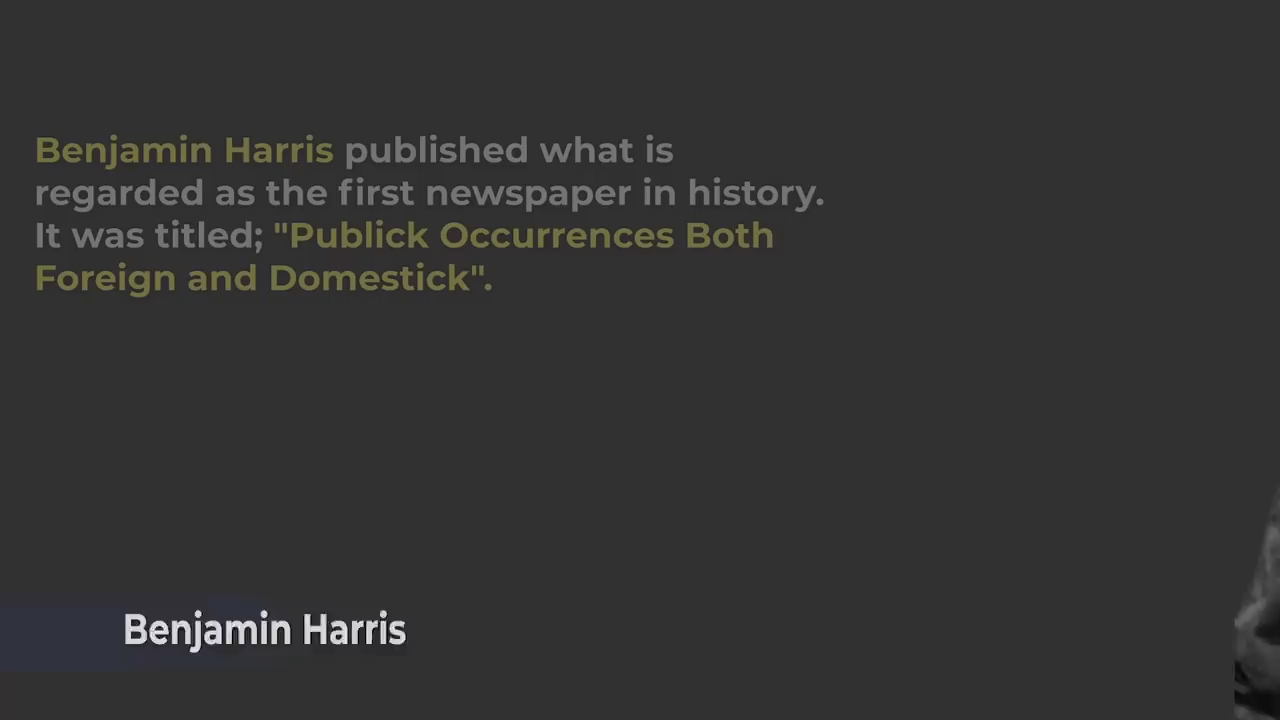 Benjamin Harris published what is
regarded as the first newspaper in history.
It was titled; "Publick Occurrences Both
Foreign and Domestick".
Benjamin Harris